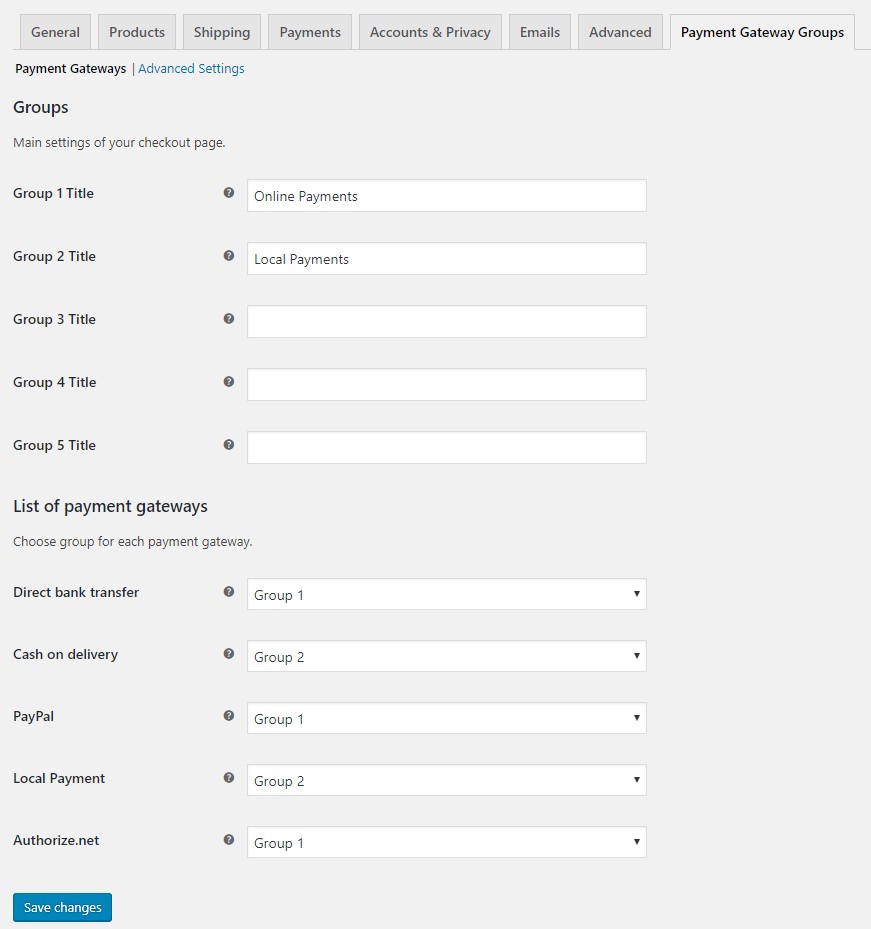 General Products Shipping Payments Accounts & Privacy Emails Advanced Payment Gateway Groups
Payment Gateways | Advanced Settings
Groups
Main settings of your checkout page.
Group 1 Title Online Payments
Group 2 Title Local Payments
Group 3 Title
Group 4 Title
Group 5 Title
List of payment gateways
Choose group for each payment gateway.
Direct bank transfer Group 1
Cash on delivery Group 2
PayPal Group 1
Local Payment Group 2
Authorize.net Group 1
Save changes